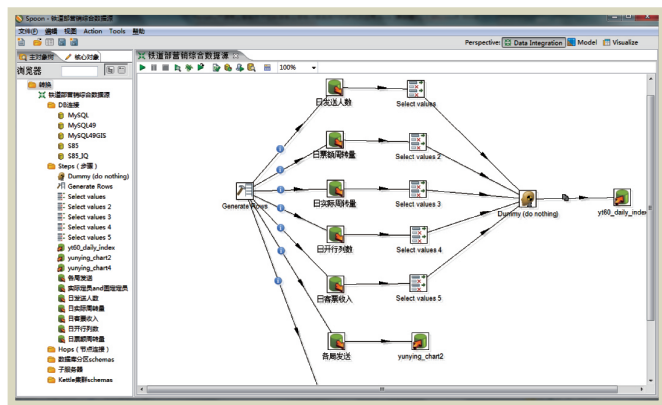 Spoon - 铁道部营销综合数据源
文件(F) 编辑 视图 Action Tools 帮助
Perspective: Data Integration Model Visualize
主对象树 核心对象
铁道部营销综合数据源
浏览器
100%
转换
铁道部营销综合数据源
DB连接
MySQL
MySQL49
MySQL49GIS
SB5
SB5_IQ
Steps (步骤)
Dummy (do nothing)
Generate Rows
Select values
Select values 2
Select values 3
Select values 4
Select values 5
yt60_daily_index
yunying_chart2
yunying_chart4
各局发送
实际定员and图定定员
日发送人数
日实际周转量
日客票收入
日开行列数
日票额周转量
Hops (节点连接)
数据库分区schemas
子服务器
Kettle集群schemas
日发送人数
Select values
日票额周转量
Select values 2
Generate Rows
日实际周转量
Select values 3
Dummy (do nothing)
yt60_daily_index
日开行列数
Select values 4
日客票收入
Select values 5
各局发送
yunying_chart2